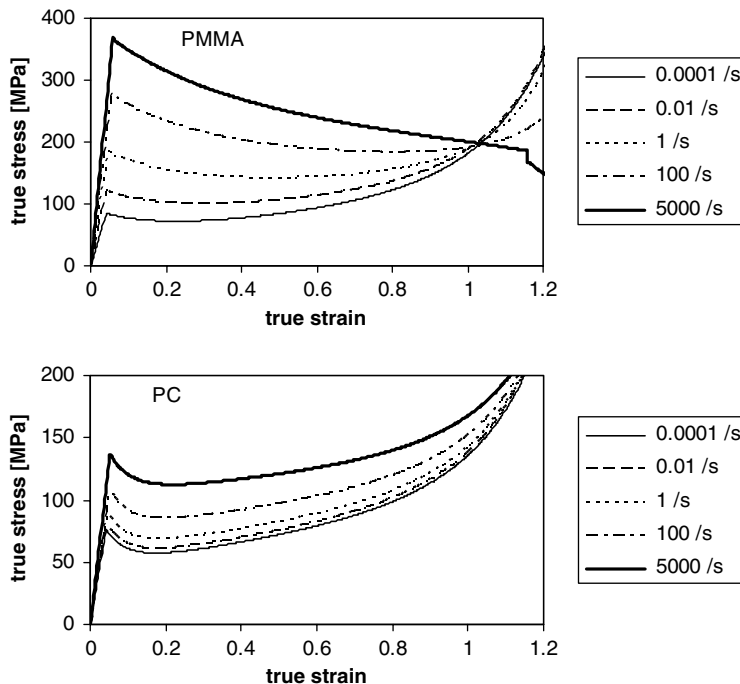 400
PMMA
300
200
100
0
true stress [MPa]
0 0.2 0.4 0.6 0.8 1 1.2
true strain
0.0001 /s
0.01 /s
1 /s
100 /s
5000 /s
200
PC
150
100
50
0
true stress [MPa]
0 0.2 0.4 0.6 0.8 1 1.2
true strain
0.0001 /s
0.01 /s
1 /s
100 /s
5000 /s